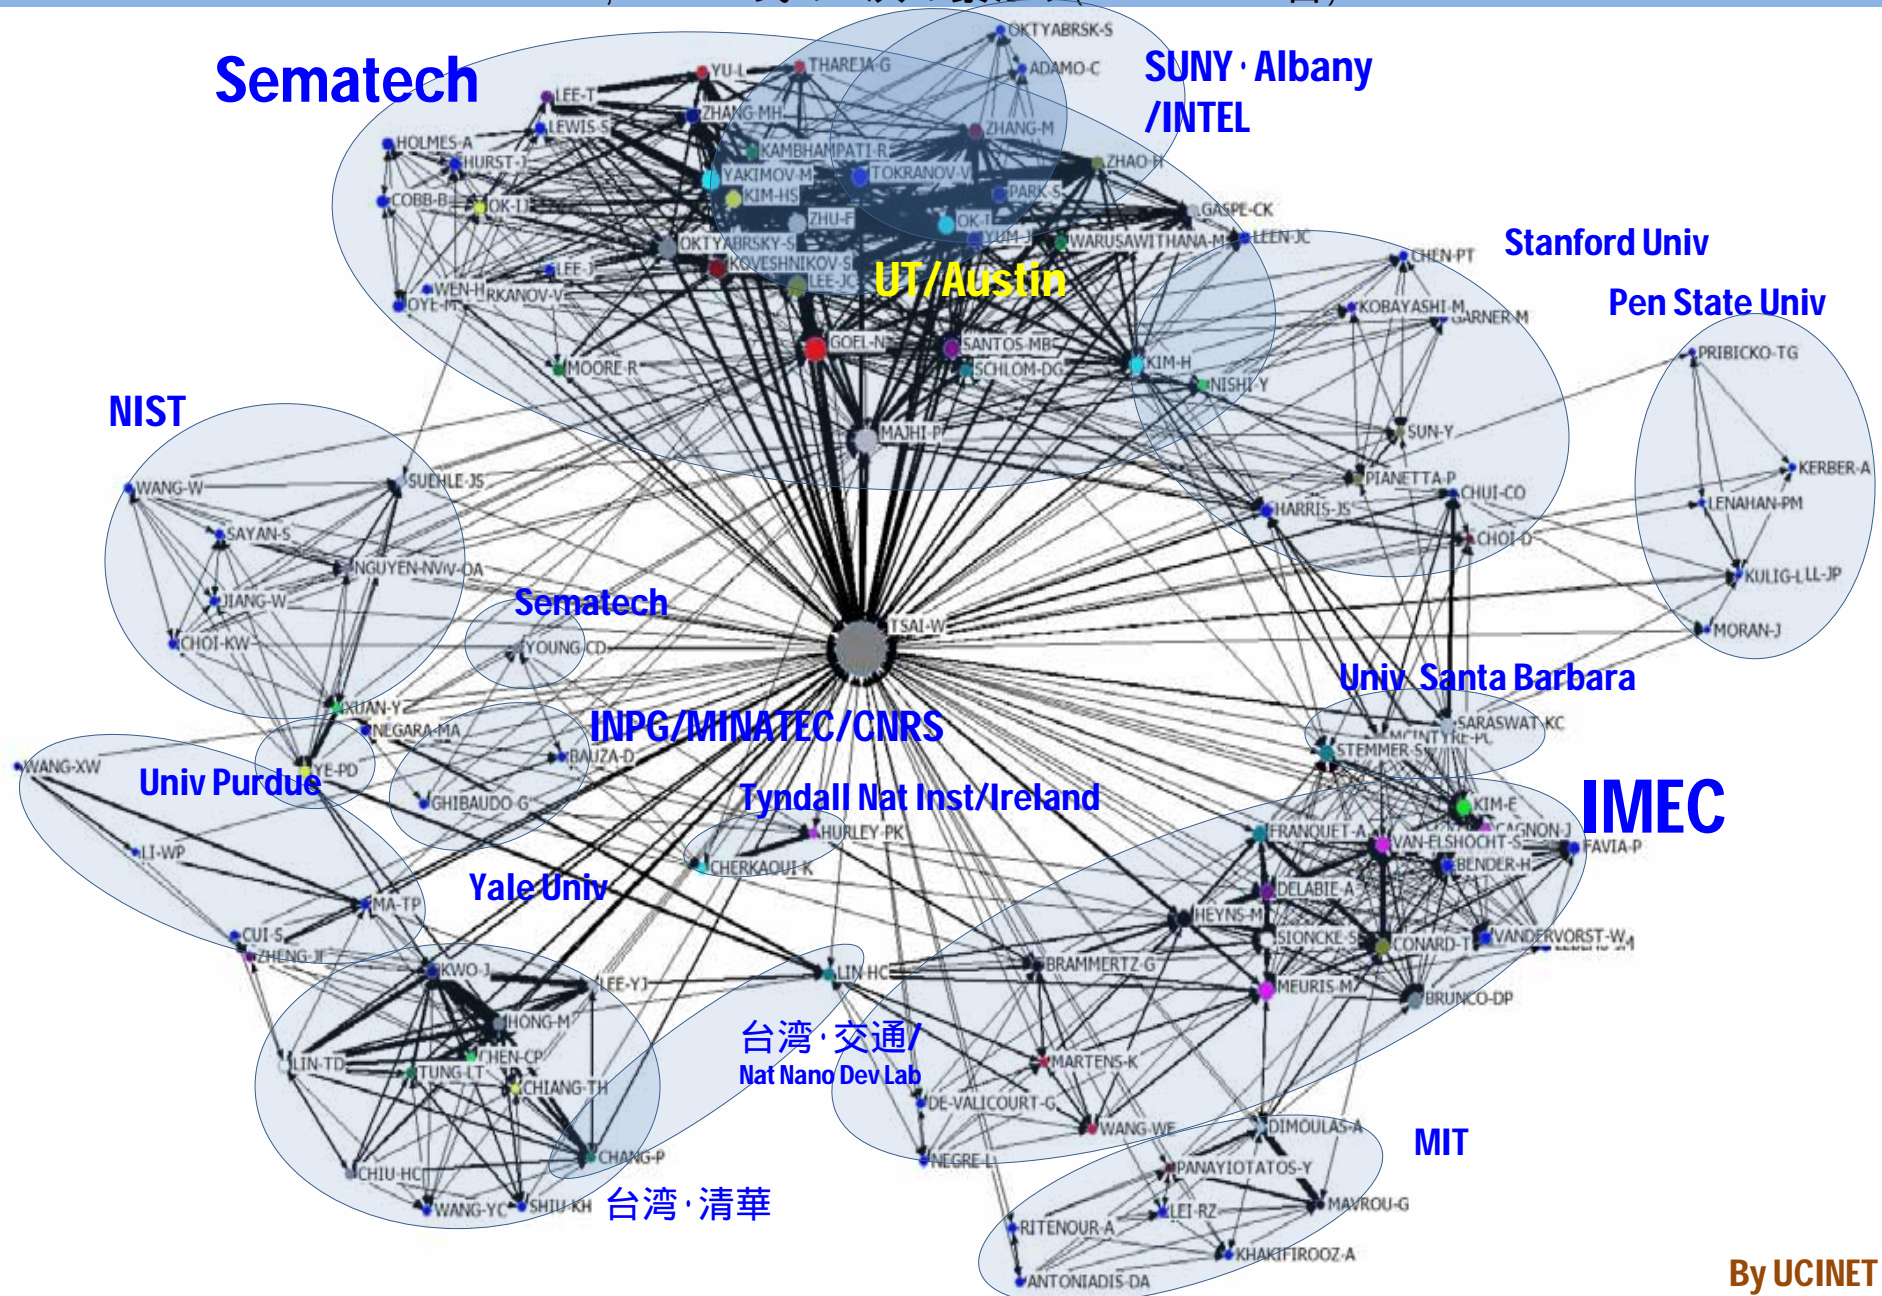 Sematech
SUNY・Albany
/INTEL
OKTYABRSK-S
ADAMO-C
YU-L
THAREJA-G
LEE-T
ZHANG-MH
LEWIS-S
ZHANG-M
HOLMES-A
HURST-J
KAMBHAMPATI-R
ZHAO-H
YAKIMOV-M
TOKRANOV-V
COBB-B
OK-IJ
KIM-HS
PARK-S
GASPE-CK
ZHU-F
OK-I
OKTYABRSKY-S
YUM-J
WARUSAWITHANA-M
LEEN-JC
Stanford Univ
KOVESHNIKOV-S
LEE-J
LEE-JC
UT/Austin
CHEN-PT
WEN-H
RKANOV-V
OYE-M
KOBAYASHI-M
GARNER-M
Pen State Univ
GOEL-N
SANTOS-MB
SCHLOM-DG
MOORE-R
KIM-H
NISHI-Y
PRIBICKO-TG
NIST
MAJHI-P
SUN-Y
KERBER-A
WANG-W
SUEHLE-JS
PIANETTA-P
CHUI-CO
LENAHAN-PM
HARRIS-JS
SAYAN-S
CHOI-D
NGUYEN-NV
V-OA
KULIG-L
LL-JP
JIANG-W
Sematech
TSAI-W
MORAN-J
CHOI-KW
YOUNG-CD
Univ Santa Barbara
XUAN-Y
NEGARA-MA
INPG/MINATEC/CNRS
SARASWAT-KC
MCINTYRE-PC
STEMMER-S
BAUZA-D
WANG-XW
Univ Purdue
YE-PD
GHIBAUDO-G
Tyndall Nat Inst/Ireland
KIM-E
IMEC
HURLEY-PK
FRANQUET-A
CAGNON-J
VAN-ELSHOCHT-S
FAVIA-P
LI-WP
CHERKAOUI-K
BENDER-H
Yale Univ
MA-TP
DELABIE-A
HEYNS-M
CUI-S
ZHENG-JF
SIONCKE-S
CONARD-T
VANDERVORST-W
KWO-J
LEE-YJ
LIN-HC
BRAMMERTZ-G
MEURIS-M
BRUNCO-DP
HONG-M
台湾・交通/
Nat Nano Dev Lab
LIN-TD
CHEN-CP
TUNG-LT
CHIANG-TH
MARTENS-K
DE-VALICOURT-G
WANG-WE
DIMOULAS-A
MIT
CHANG-P
NEGRE-L
CHIU-HC
PANAYIOTATOS-Y
WANG-YC
SHIU-KH
台湾・清華
LEI-RZ
MAVROU-G
RITENOUR-A
KHAKIFIROOZ-A
ANTONIADIS-DA
By UCINET